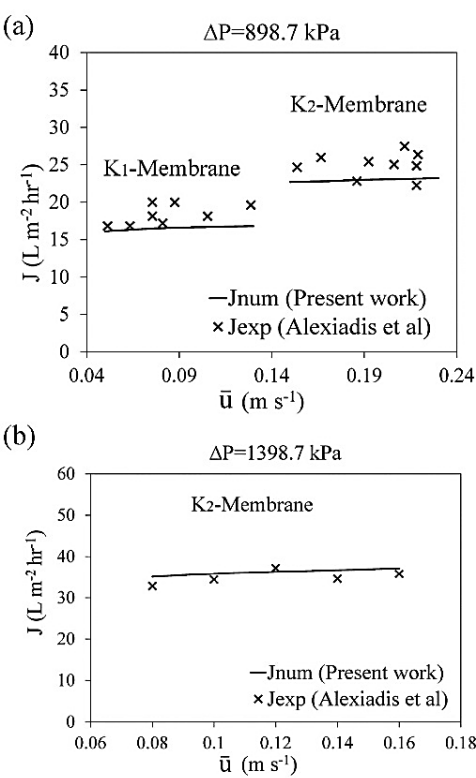 (a)
ΔP=898.7 kPa
40
35
30
25
20
15
10
5
0
K2-Membrane
K1-Membrane
J (L m-2 hr-1)
Jnum (Present work)
Jexp (Alexiadis et al)
0.04 0.09 0.14 0.19 0.24
ū (m s-1)
(b)
ΔP=1398.7 kPa
60
50
40
30
20
10
0
K2-Membrane
J (L m-2 hr-1)
Jnum (Present work)
Jexp (Alexiadis et al)
0.06 0.08 0.1 0.12 0.14 0.16 0.18
ū (m s-1)